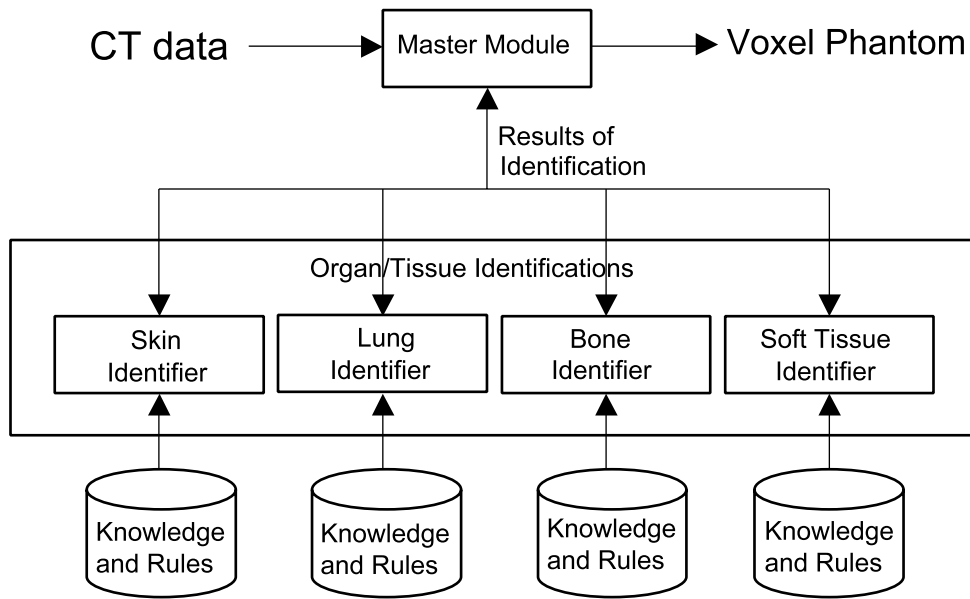 CT data
Master Module
Voxel Phantom
Results of
Identification
Organ/Tissue Identifications
Skin
Identifier
Lung
Identifier
Bone
Identifier
Soft Tissue
Identifier
Knowledge
and Rules
Knowledge
and Rules
Knowledge
and Rules
Knowledge
and Rules